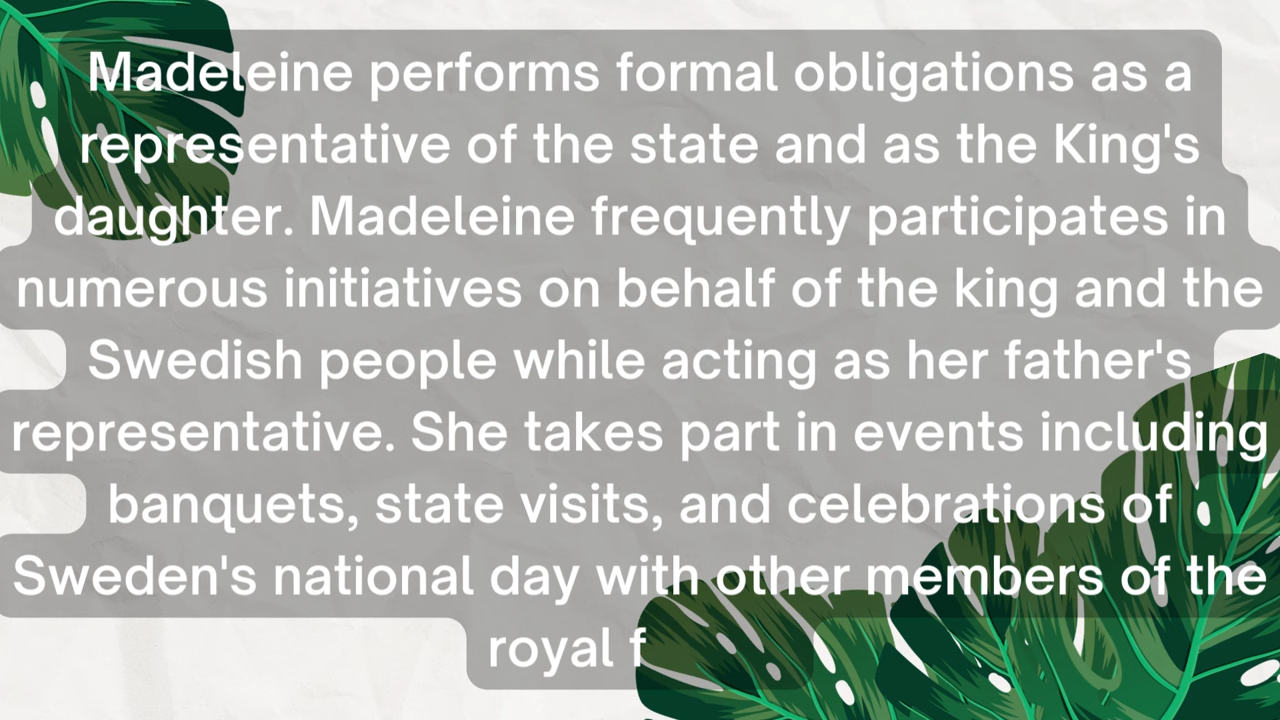 Madeleine performs formal obligations as a
representative of the state and as the King's
daughter. Madeleine frequently participates in
numerous initiatives on behalf of the king and the
Swedish people while acting as her father's
representative. She takes part in events including
banquets, state visits, and celebrations of
Sweden's national day with other members of the
royal f